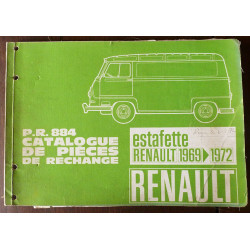 P.R. 884
CATALOGUE
DE PIÈCES
DE RECHANGE
estafette
RENAULT 1969 ▶ 1972
RENAULT